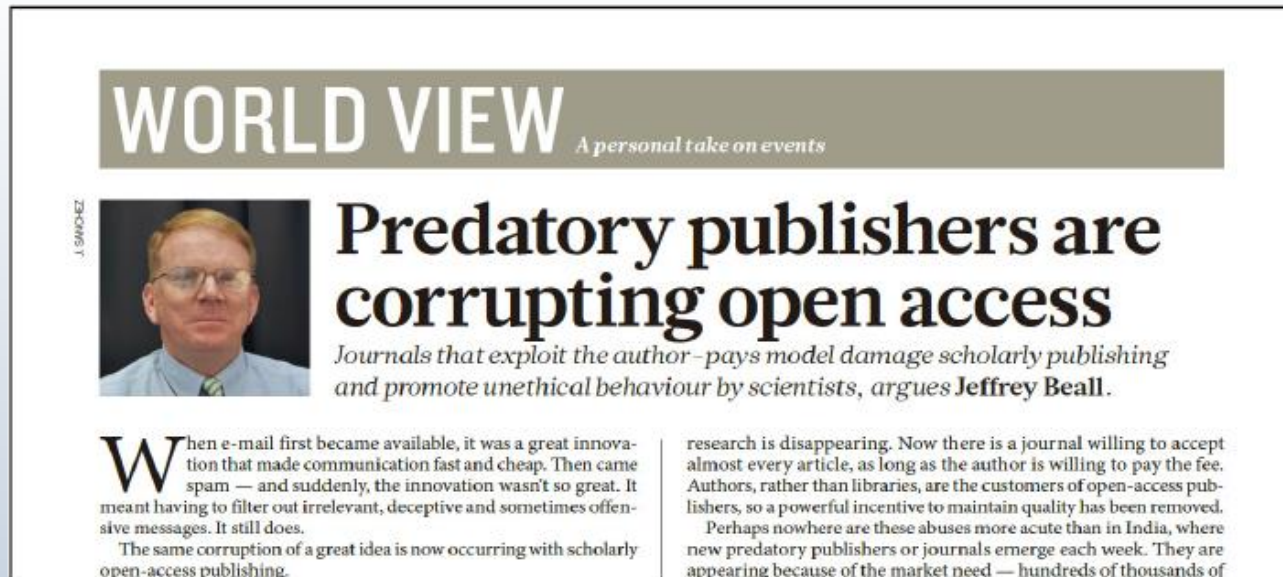 WORLD VIEW A personal take on events
J. SANCHEZ
Predatory publishers are
corrupting open access
Journals that exploit the author-pays model damage scholarly publishing
and promote unethical behaviour by scientists, argues Jeffrey Beall.
When e-mail first became available, it was a great innova-
tion that made communication fast and cheap. Then came
spam — and suddenly, the innovation wasn't so great. It
meant having to filter out irrelevant, deceptive and sometimes offen-
sive messages. It still does.
The same corruption of a great idea is now occurring with scholarly
open-access publishing.
research is disappearing. Now there is a journal willing to accept
almost every article, as long as the author is willing to pay the fee.
Authors, rather than libraries, are the customers of open-access pub-
lishers, so a powerful incentive to maintain quality has been removed.
Perhaps nowhere are these abuses more acute than in India, where
new predatory publishers or journals emerge each week. They are
appearing because of the market need — hundreds of thousands of